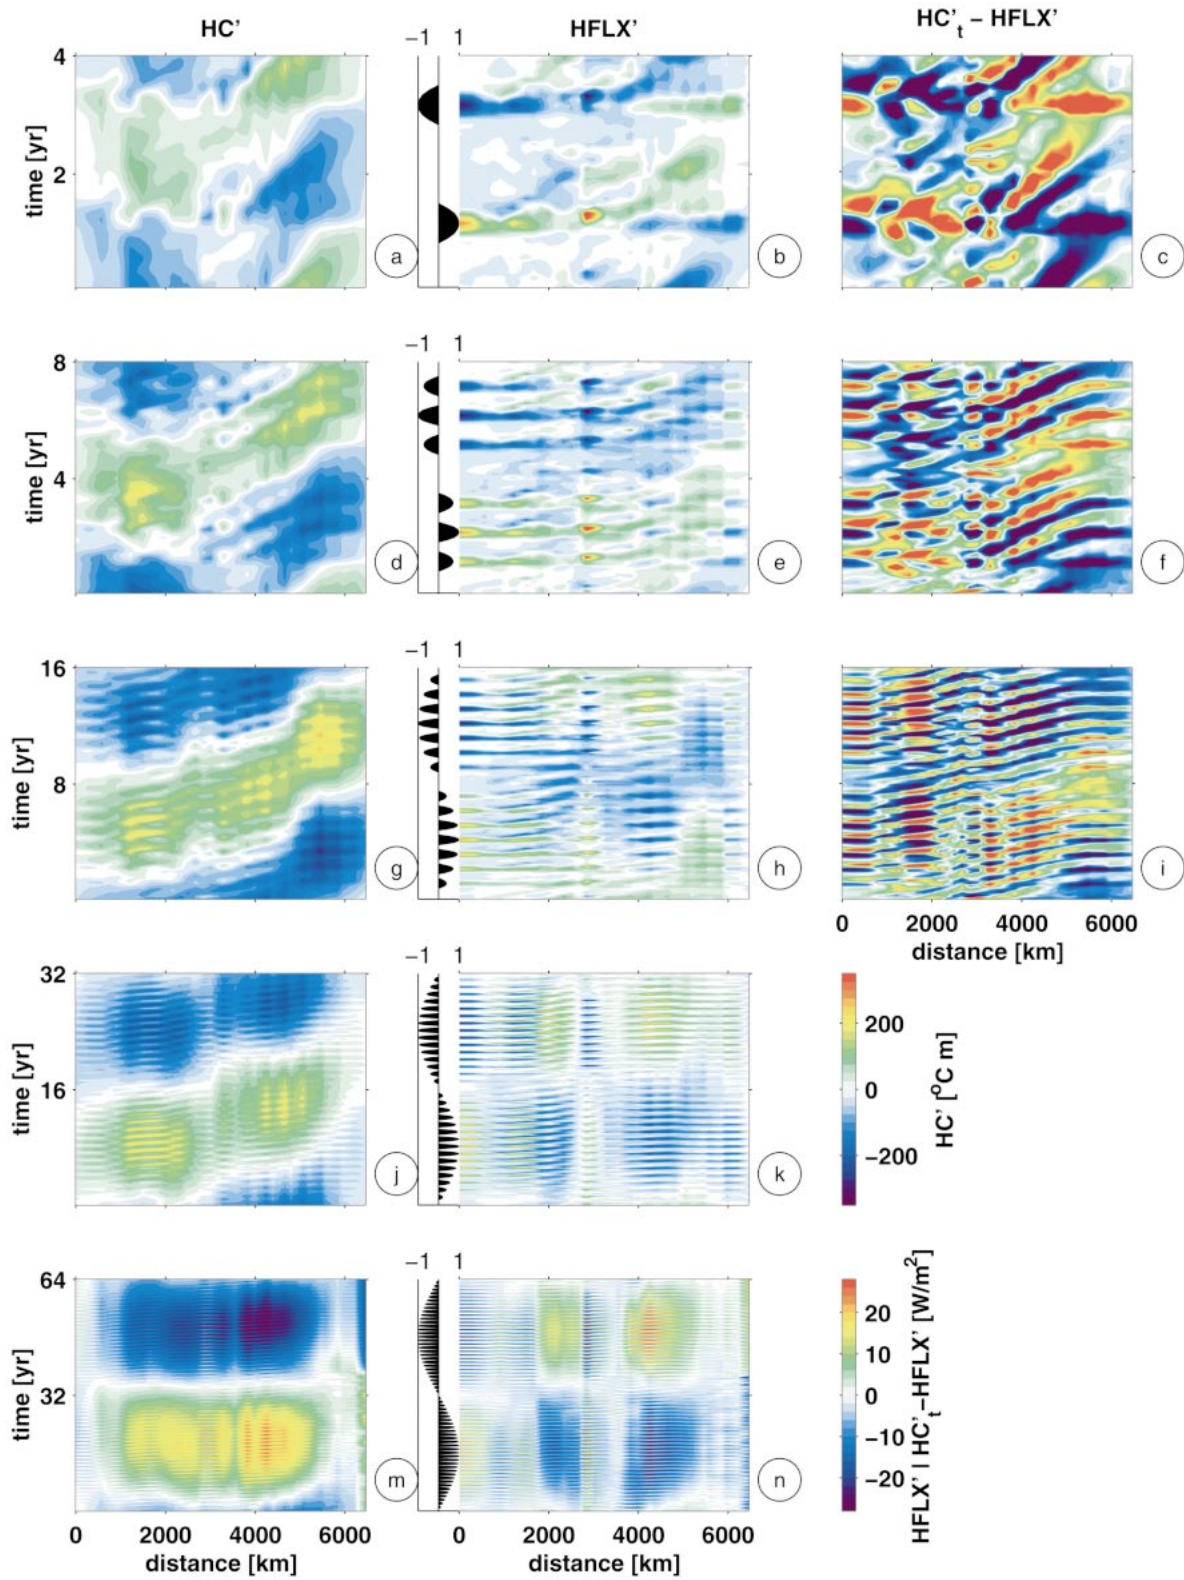 HC' HFLX' HC't – HFLX'
−1 1
4
2
time [yr]
a b c
−1 1
8
4
time [yr]
d e f
−1 1
16
8
time [yr]
g h i
0 2000 4000 6000
distance [km]
−1 1
32
16
time [yr]
j k
200
0
−200
HC' [oC m]
−1 1
64
32
time [yr]
m n
20
10
0
−10
−20
HFLX' | HC't−HFLX' [W/m2]
0 2000 4000 6000 0 2000 4000 6000
distance [km] distance [km]